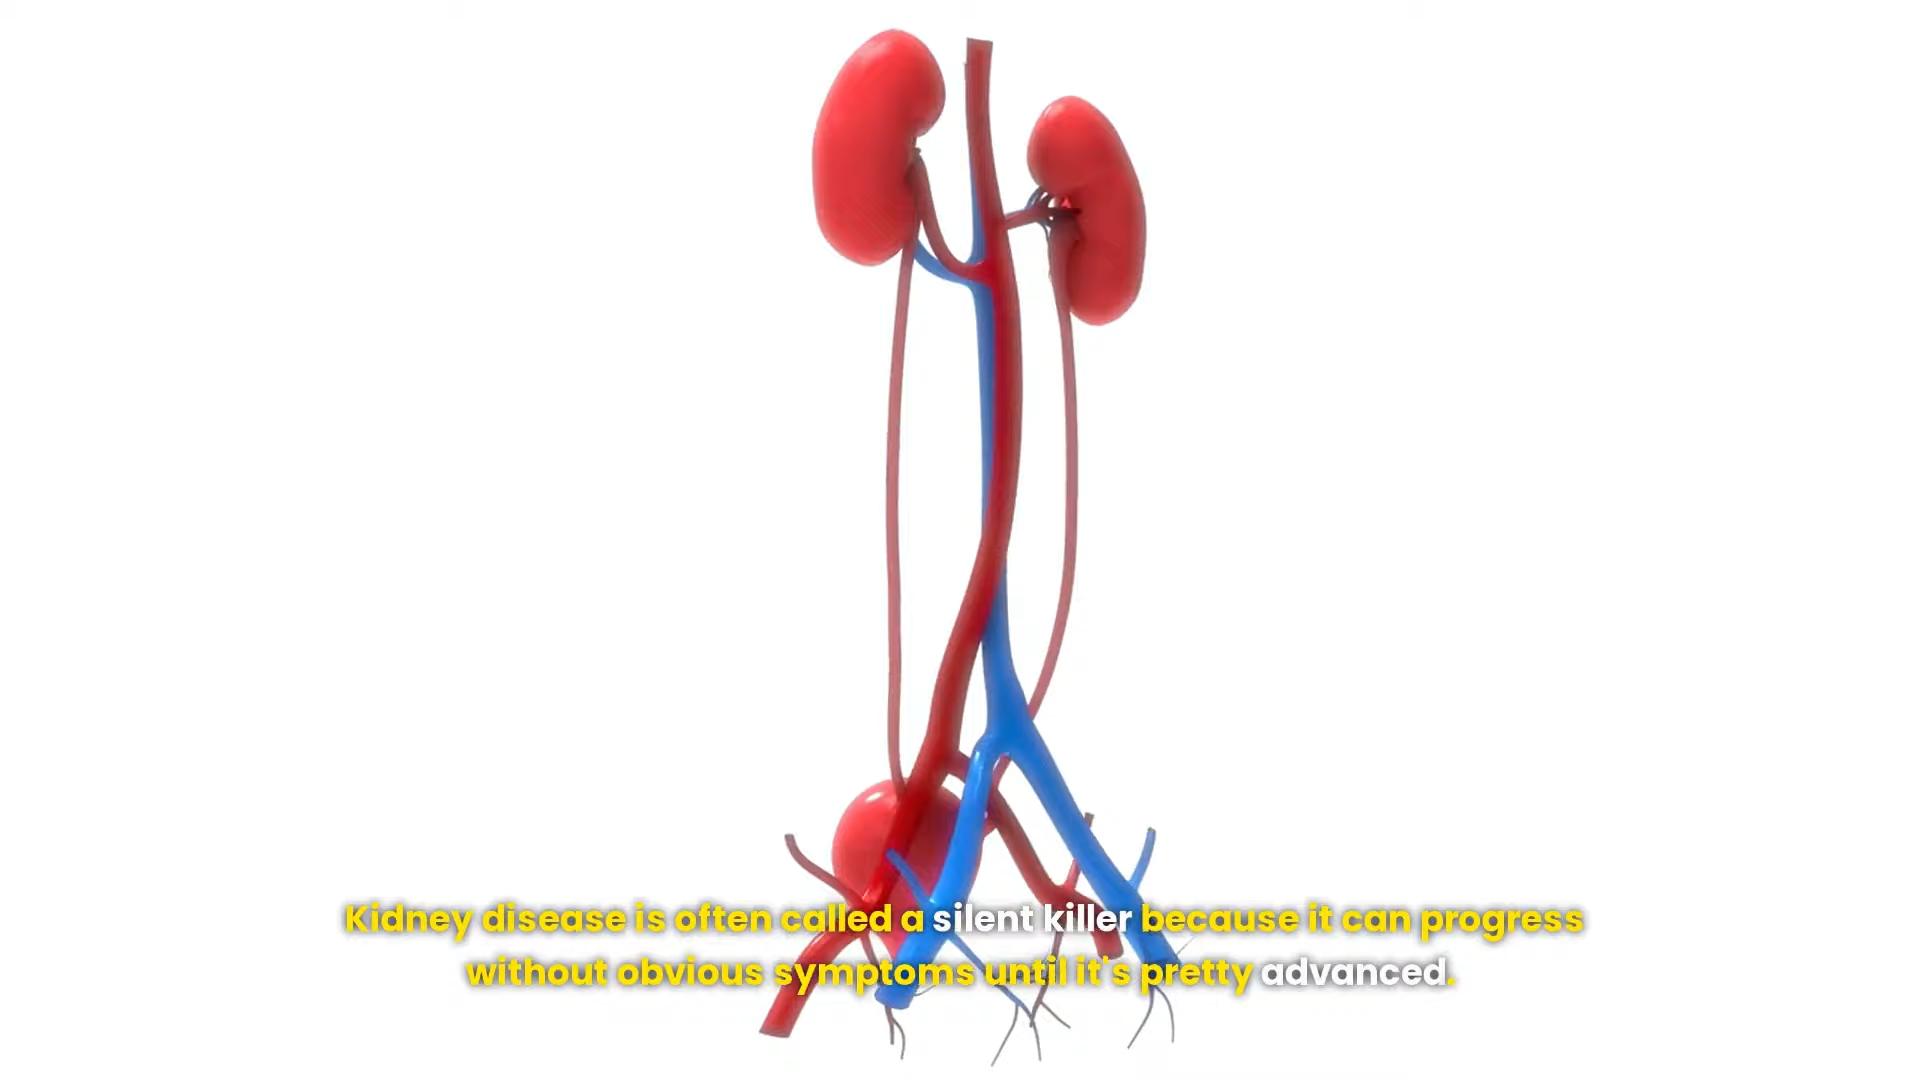 Kidney disease is often called a silent killer because it can progress
without obvious symptoms until it's pretty advanced.